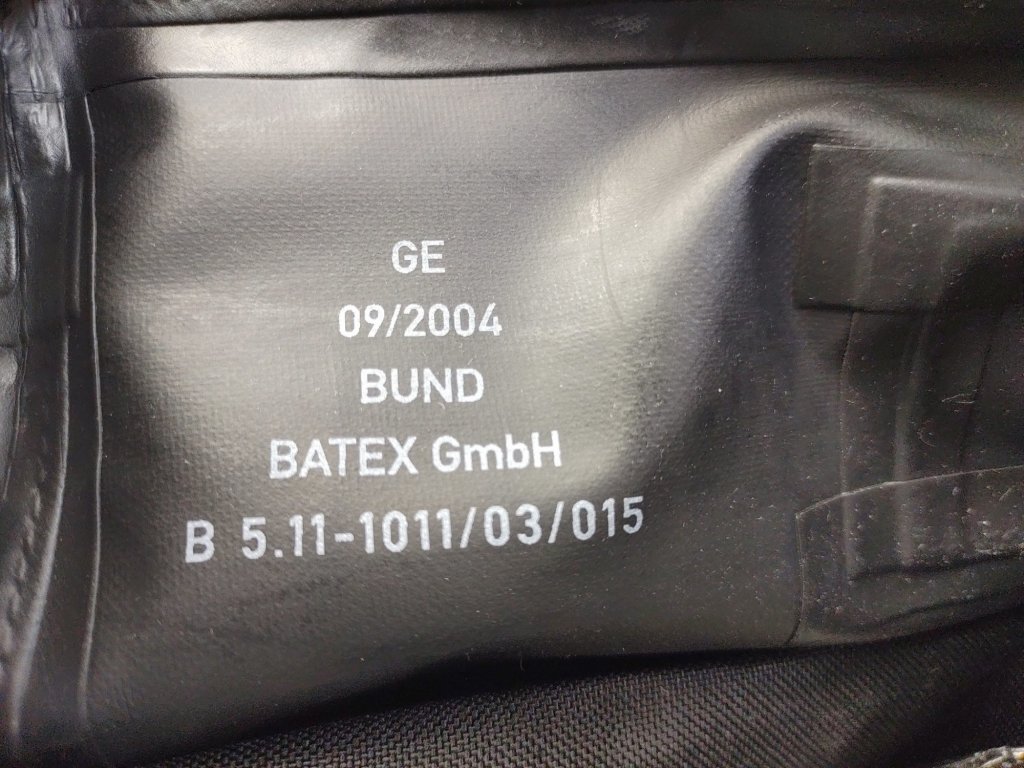 GE
09/2004
BUND
BATEX GmbH
B 5.11-1011/03/015